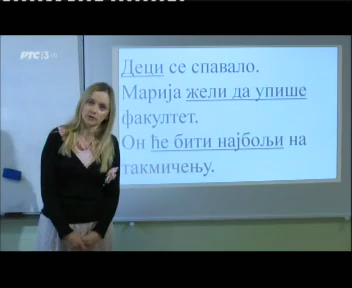 РТС 3
Деци се спавало.
Марија жели да упише
факултет.
Он ће бити најбољи на
такмичењу.